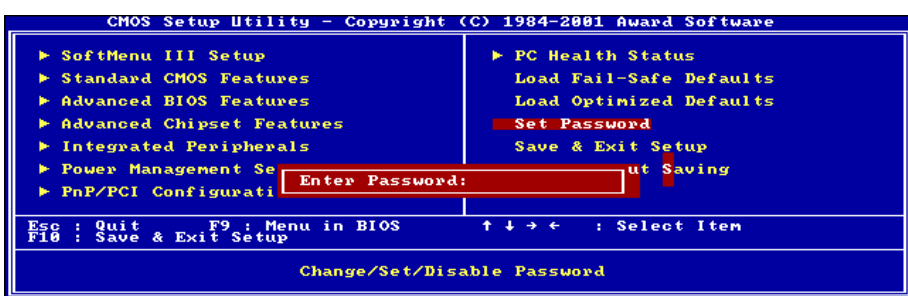 CMOS Setup Utility - Copyright (C) 1984-2001 Award Software
▶ SoftMenu III Setup
▶ Standard CMOS Features
▶ Advanced BIOS Features
▶ Advanced Chipset Features
▶ Integrated Peripherals
▶ Power Management Se
▶ PnP/PCI Configurati
▶ PC Health Status
Load Fail-Safe Defaults
Load Optimized Defaults
Set Password
Save & Exit Setup
ut Saving
Enter Password:
Esc : Quit F9 : Menu in BIOS ↑ ↓ → ← : Select Item
F10 : Save & Exit Setup
Change/Set/Disable Password